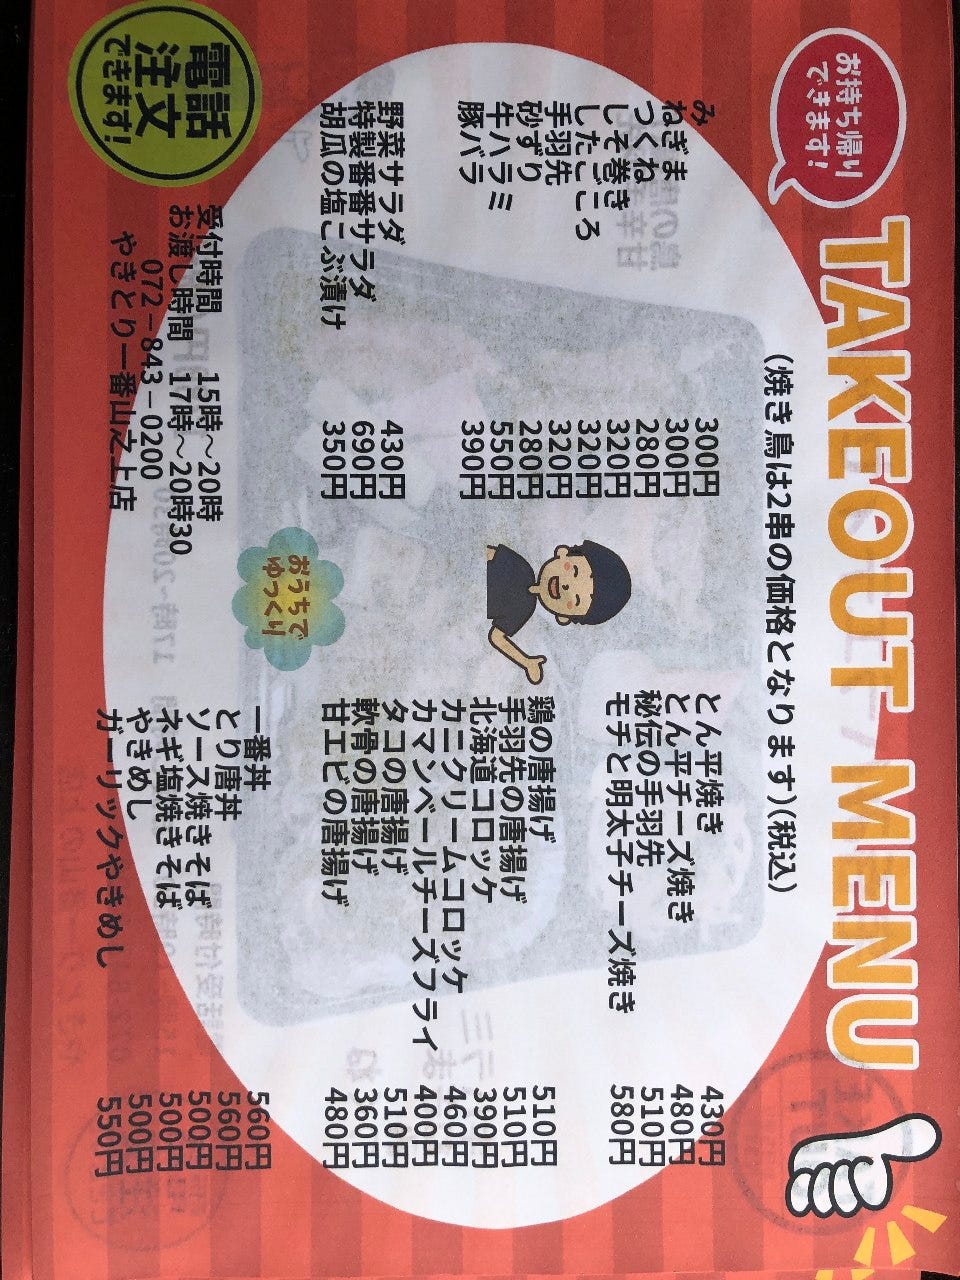 お持ち帰り
できます!
TAKEOUT MENU
(焼き鳥は2串の価格となります)(税込)
み 300円
ねぎま 300円
つくね 280円
しそ巻き 320円
したごころ 320円
手羽先 320円
砂ずり 280円
牛ハラミ 550円
豚バラ 390円
野菜サラダ 430円
特製番番サラダ 690円
胡瓜の塩こぶ漬け 350円
とん平焼き 430円
とん平チーズ焼き 480円
秘伝の手羽先 510円
モチと明太子チーズ焼き 580円
鶏の唐揚げ 510円
手羽先の唐揚げ 510円
北海道コロッケ 390円
カニクリームコロッケ 460円
カマンベールチーズフライ 400円
タコの唐揚げ 510円
軟骨の唐揚げ 360円
甘エビの唐揚げ 480円
一番丼 560円
とり唐丼 560円
ソース焼きそば 500円
ネギ塩焼きそば 500円
やきめし 500円
ガーリックやきめし 550円
おうちで
ゆっくり
電話
注文
できます!
受付時間 15時〜20時
お渡し時間 17時〜20時30
072-843-0200
やきとり一番山之上店